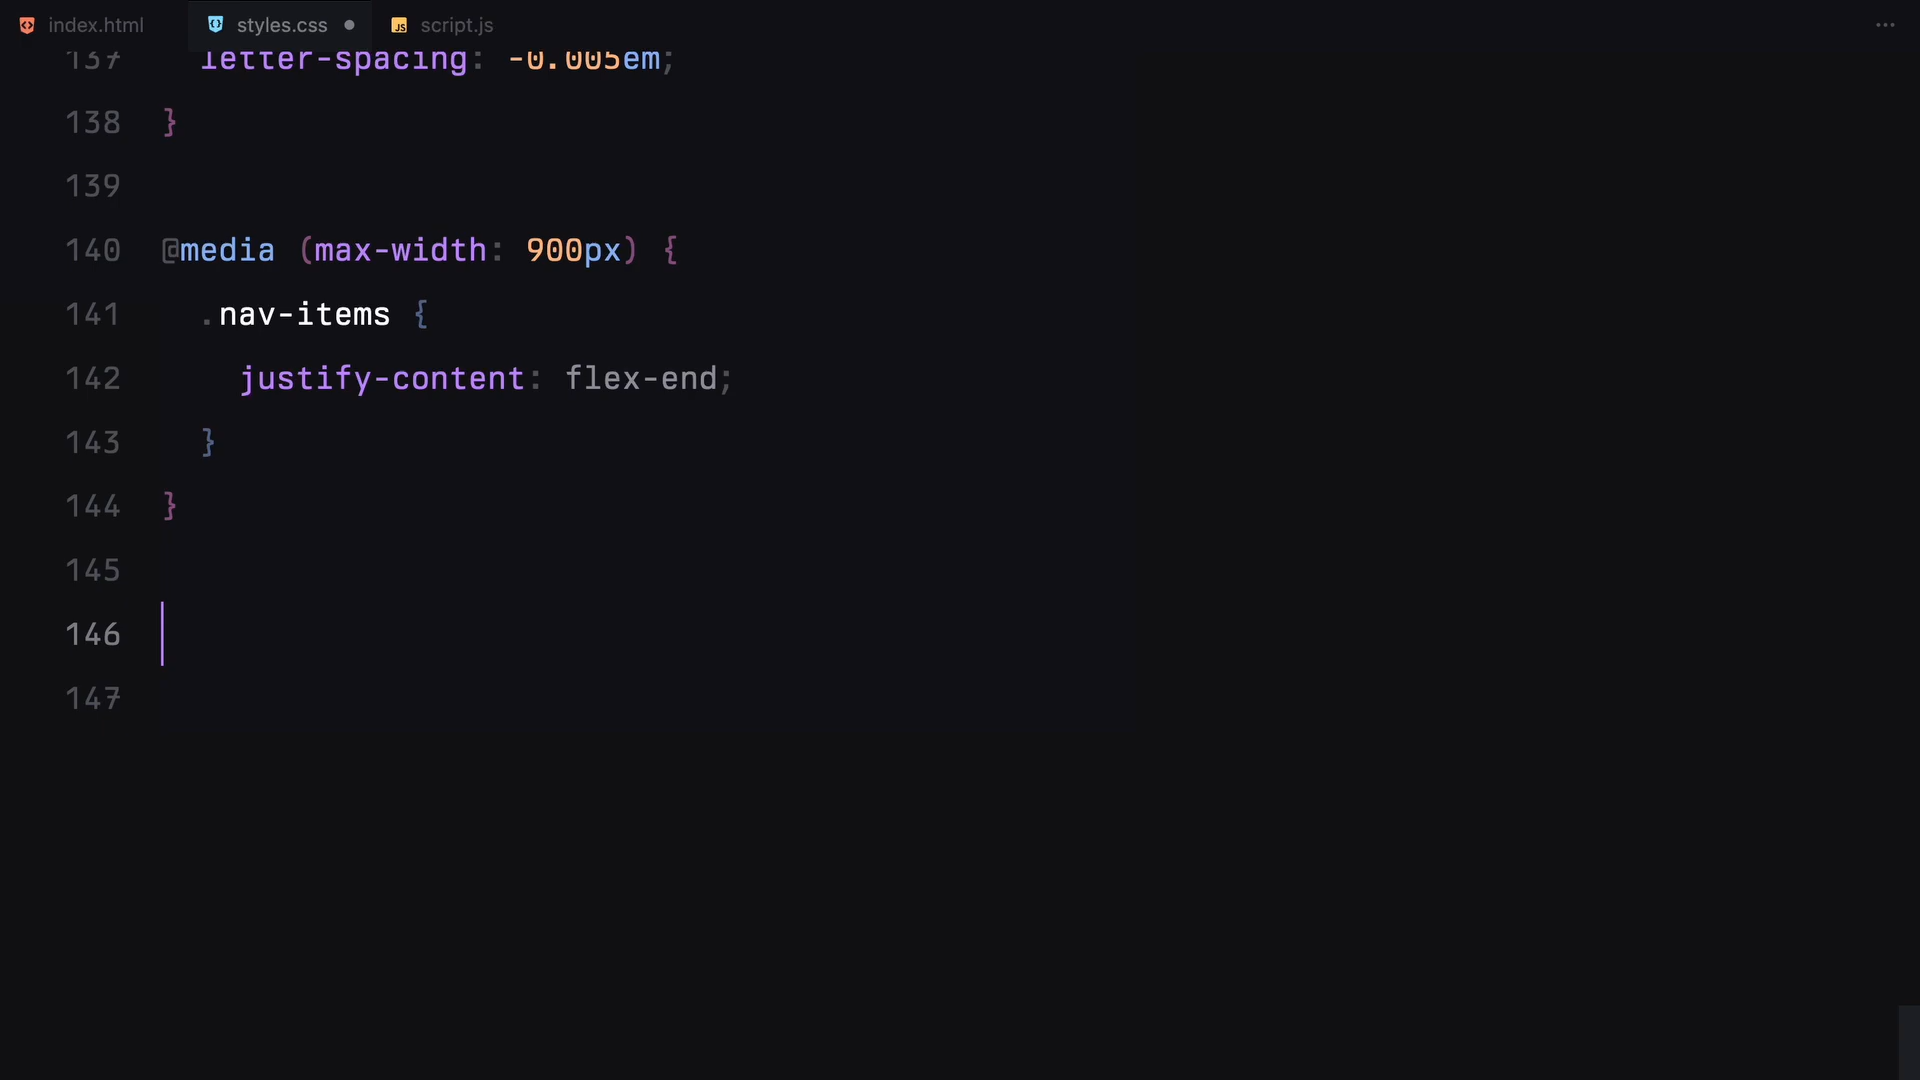 index.html styles.css script.js
137 letter-spacing: -0.005em;
138 }
139
140 @media (max-width: 900px) {
141 .nav-items {
142 justify-content: flex-end;
143 }
144 }
145
146
147